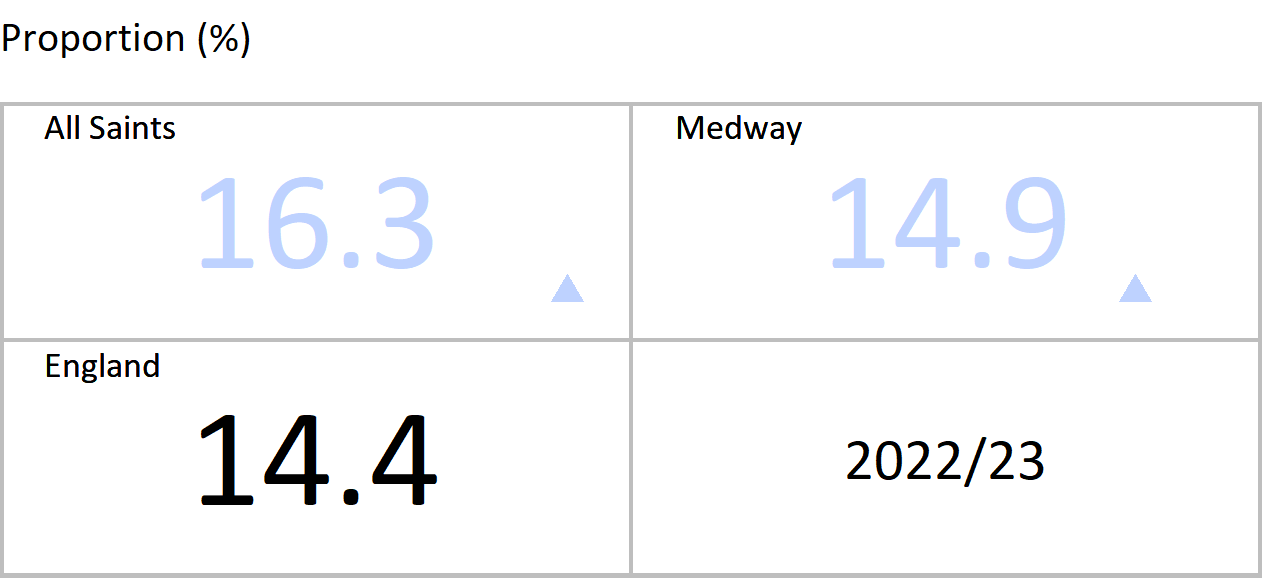 Proportion (%)
All Saints
16.3
Medway
14.9
England
14.4
2022/23